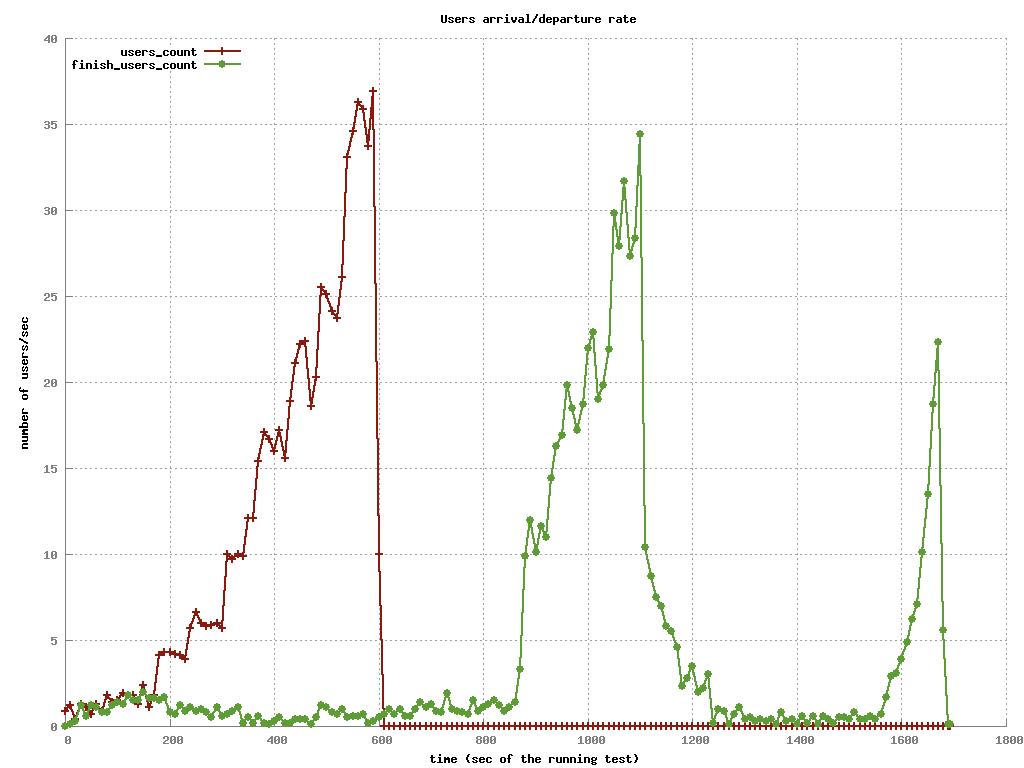 Users arrival/departure rate
users_count
finish_users_count
number of users/sec
40
35
30
25
20
15
10
5
0
0 200 400 600 800 1000 1200 1400 1600 1800
time (sec of the running test)